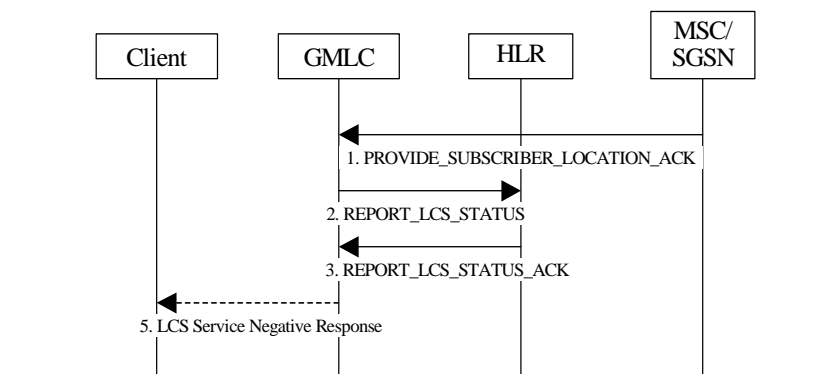 Client
GMLC
HLR
MSC/
SGSN
1. PROVIDE_SUBSCRIBER_LOCATION_ACK
2. REPORT_LCS_STATUS
3. REPORT_LCS_STATUS_ACK
5. LCS Service Negative Response